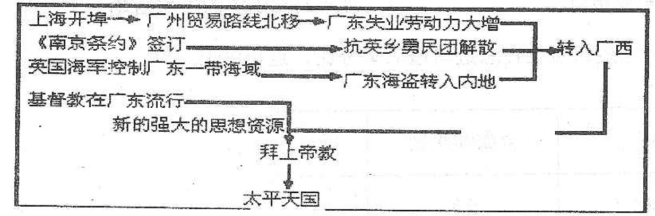 上海开埠 广州贸易路线北移 广东失业劳动力大增
《南京条约》签订 抗英乡勇民团解散 转入广西
英国海军控制广东一带海域 广东海盗转入内地
基督教在广东流行
新的强大的思想资源
拜上帝教
太平天国